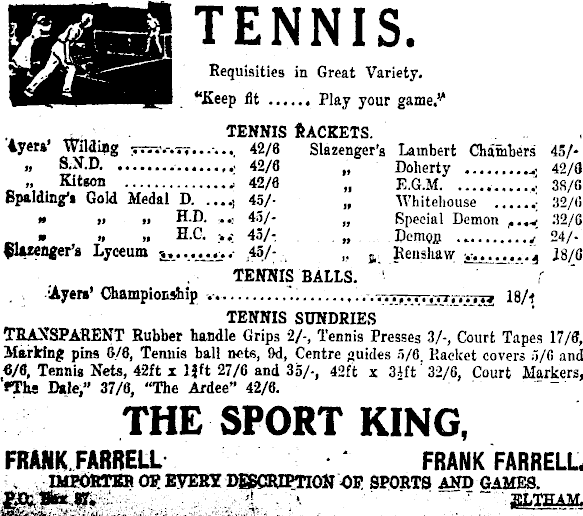 TENNIS.
Requisities in Great Variety.
"Keep fit ...... Play your game."
TENNIS RACKETS.
Ayers' Wilding ............ 42/6
„ S.N.D. ............ 42/6
„ Kitson ............ 42/6
Spalding's Gold Medal D. .... 45/-
„ „ „ H.D. .. 45/-
„ „ „ H.C. .. 45/-
Slazenger's Lyceum ......... 45/-
Slazenger's Lambert Chambers 45/-
„ Doherty ......... 42/6
„ E.G.M. ......... 38/6
„ Whitehouse ...... 32/6
„ Special Demon .... 32/6
„ Demon ......... 24/-
„ Renshaw ......... 18/6
TENNIS BALLS.
Ayers' Championship ........................ 18/
TENNIS SUNDRIES
TRANSPARENT Rubber handle Grips 2/-, Tennis Presses 3/-, Court Tapes 17/6,
Marking pins 6/6, Tennis ball nets, 9d, Centre guides 5/6, Racket covers 5/6 and
6/6, Tennis Nets, 42ft x 1¾ft 27/6 and 35/-, 42ft x 3½ft 32/6, Court Markers,
"The Dale," 37/6, "The Ardee" 42/6.
THE SPORT KING,
FRANK FARRELL FRANK FARRELL.
IMPORTER OF EVERY DESCRIPTION OF SPORTS AND GAMES.
P.O. Box 37. ELTHAM.